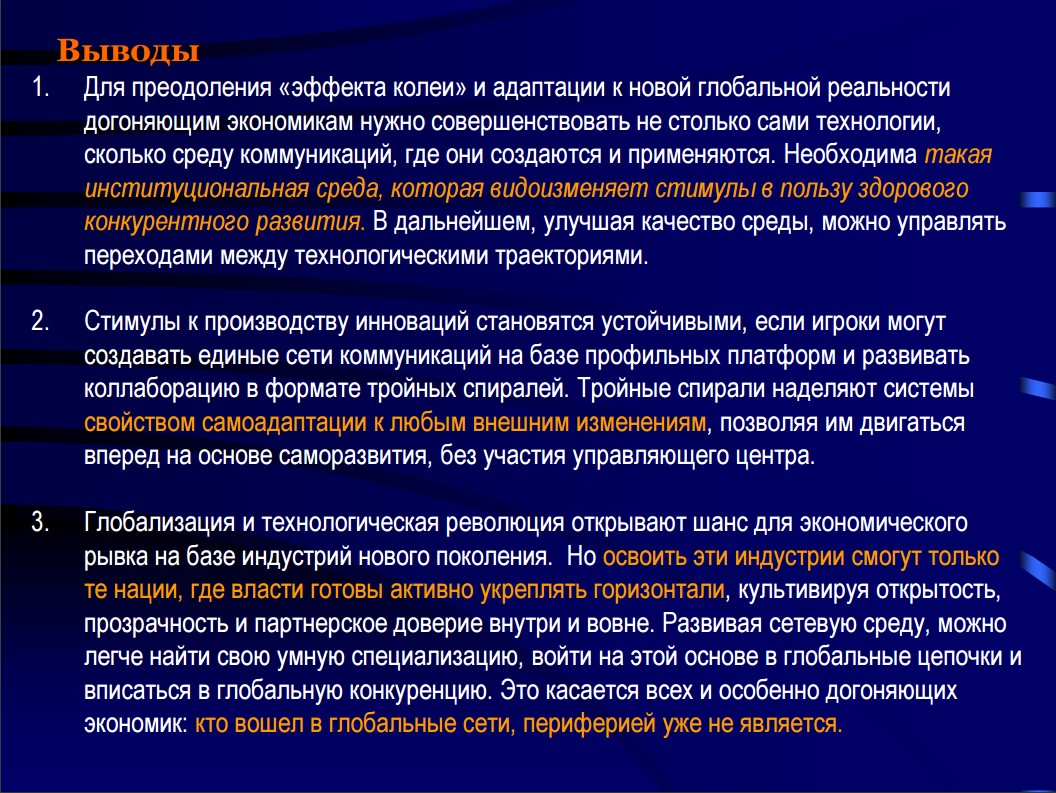 Выводы
1. Для преодоления «эффекта колеи» и адаптации к новой глобальной реальности
догоняющим экономикам нужно совершенствовать не столько сами технологии,
сколько среду коммуникаций, где они создаются и применяются. Необходима такая
институциональная среда, которая видоизменяет стимулы в пользу здорового
конкурентного развития. В дальнейшем, улучшая качество среды, можно управлять
переходами между технологическими траекториями.
2. Стимулы к производству инноваций становятся устойчивыми, если игроки могут
создавать единые сети коммуникаций на базе профильных платформ и развивать
коллаборацию в формате тройных спиралей. Тройные спирали наделяют системы
свойством самоадаптации к любым внешним изменениям, позволяя им двигаться
вперед на основе саморазвития, без участия управляющего центра.
3. Глобализация и технологическая революция открывают шанс для экономического
рывка на базе индустрий нового поколения. Но освоить эти индустрии смогут только
те нации, где власти готовы активно укреплять горизонтали, культивируя открытость,
прозрачность и партнерское доверие внутри и вовне. Развивая сетевую среду, можно
легче найти свою умную специализацию, войти на этой основе в глобальные цепочки и
вписаться в глобальную конкуренцию. Это касается всех и особенно догоняющих
экономик: кто вошел в глобальные сети, периферией уже не является.